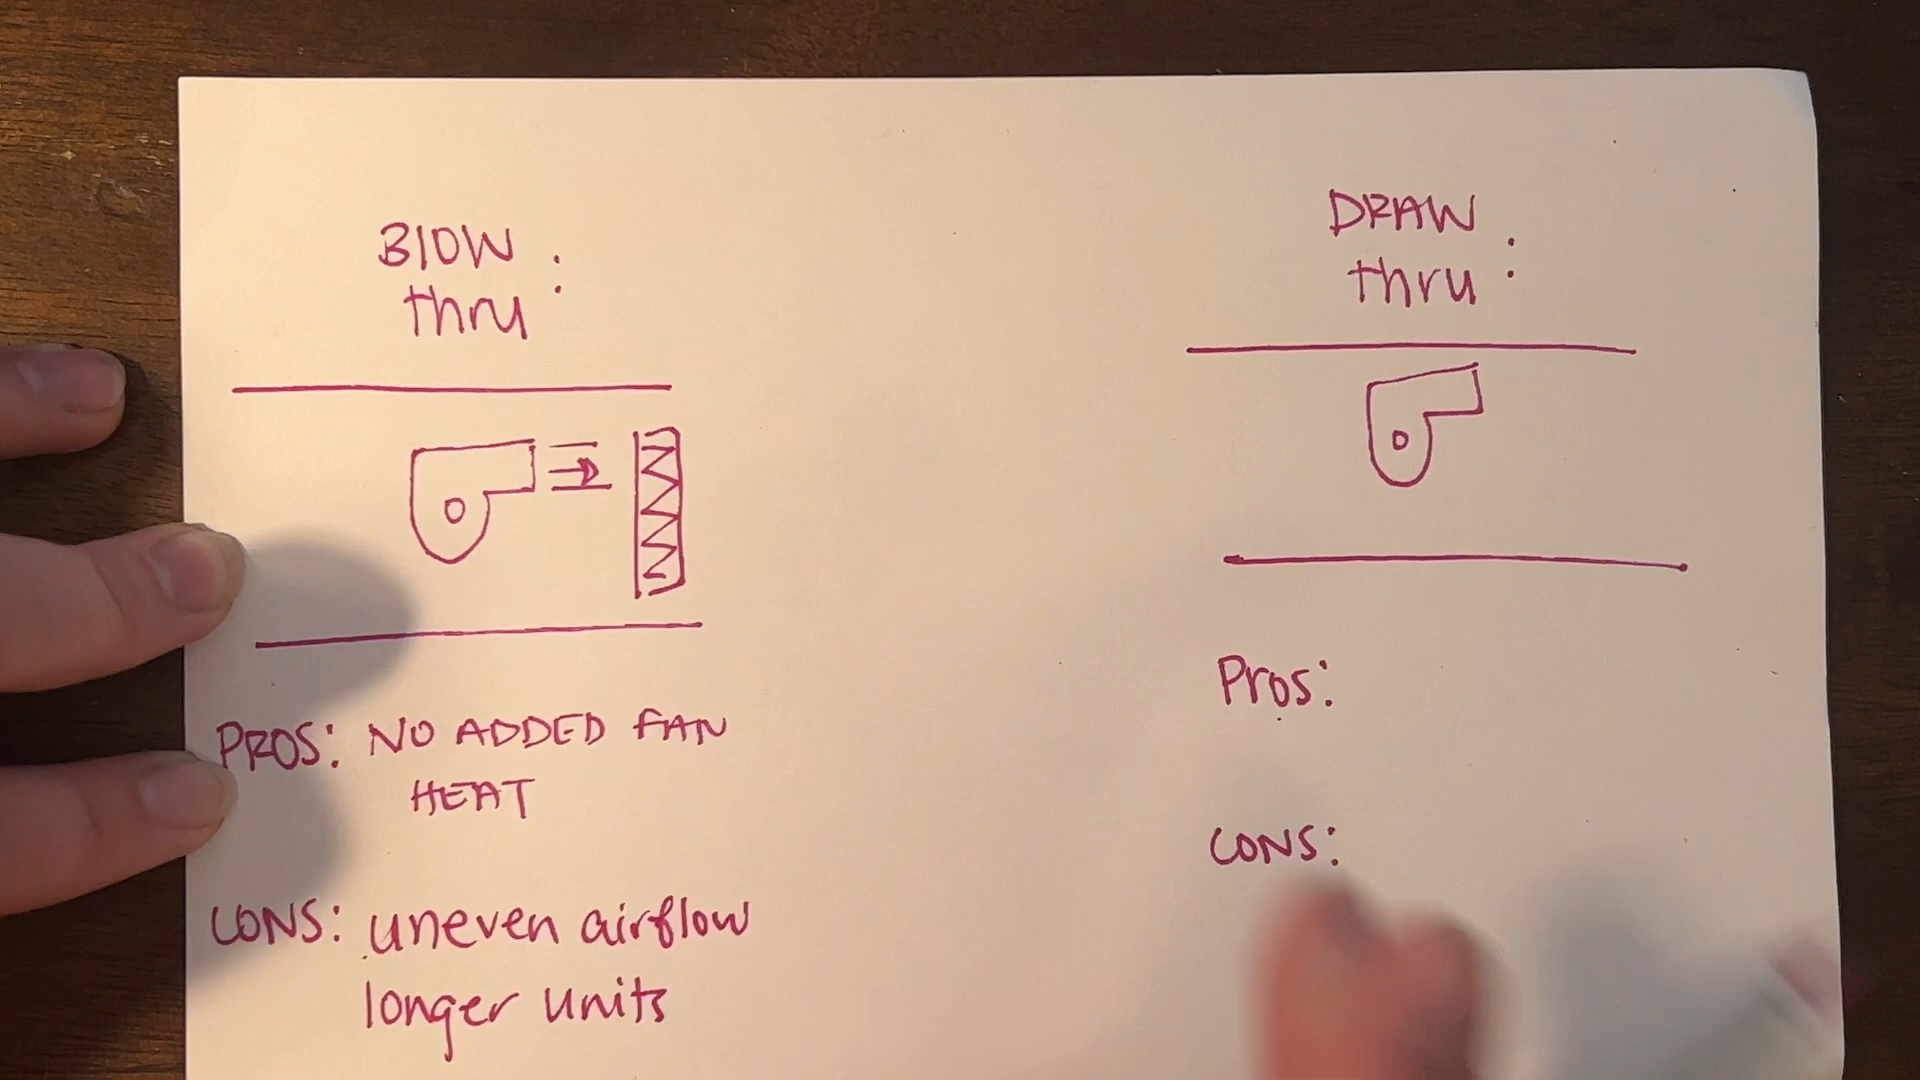 BlOW :
thru
PROS: NO ADDED FAN
HEAT
CONS: uneven airflow
longer units
DRAW :
thru
Pros:
CONS: